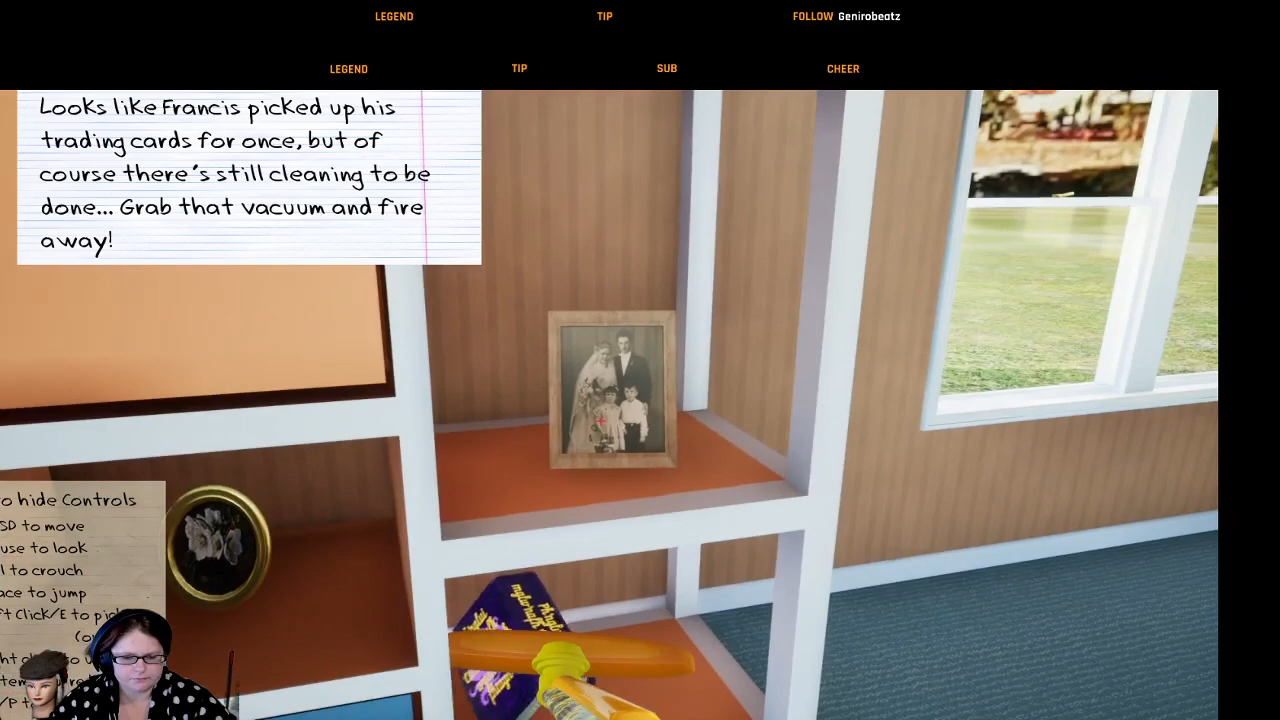 LEGEND TIP FOLLOW Genirobeatz
LEGEND TIP SUB CHEER
Looks like Francis picked up his
trading cards for once, but of
course there's still cleaning to be
done... Grab that vacuum and fire
away!
o hide Controls
SD to move
use to look
l to crouch
ace to jump
ft Click/E to pic